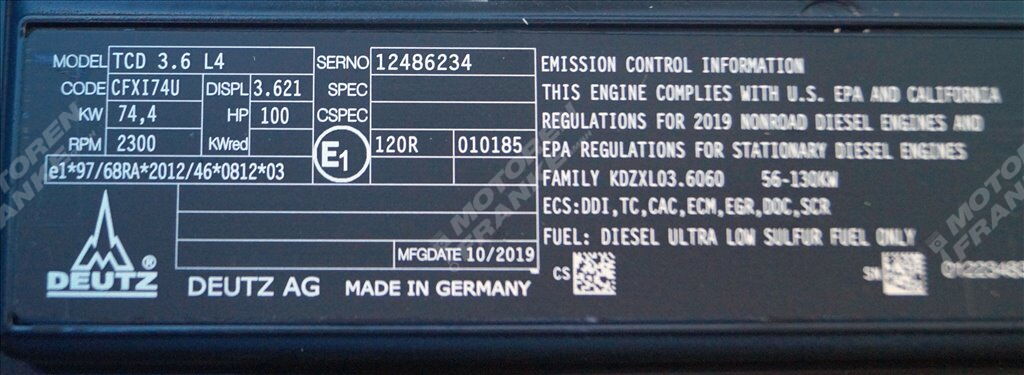 MODEL TCD 3.6 L4 SERNO 12486234
CODE CFXI74U DISPL 3.621 SPEC
KW 74,4 HP 100 CSPEC
RPM 2300 KWred E1 120R 010185
e1*97/68RA*2012/46*0812*03
MFGDATE 10/2019
DEUTZ® DEUTZ AG MADE IN GERMANY
EMISSION CONTROL INFORMATION
THIS ENGINE COMPLIES WITH U.S. EPA AND CALIFORNIA
REGULATIONS FOR 2019 NONROAD DIESEL ENGINES AND
EPA REGULATIONS FOR STATIONARY DIESEL ENGINES
FAMILY KDZXL03.6060 56-130KW
ECS:DDI,TC,CAC,ECM,EGR,DOC,SCR
FUEL: DIESEL ULTRA LOW SULFUR FUEL ONLY
CS SN
MOTOREN
FRANKEN